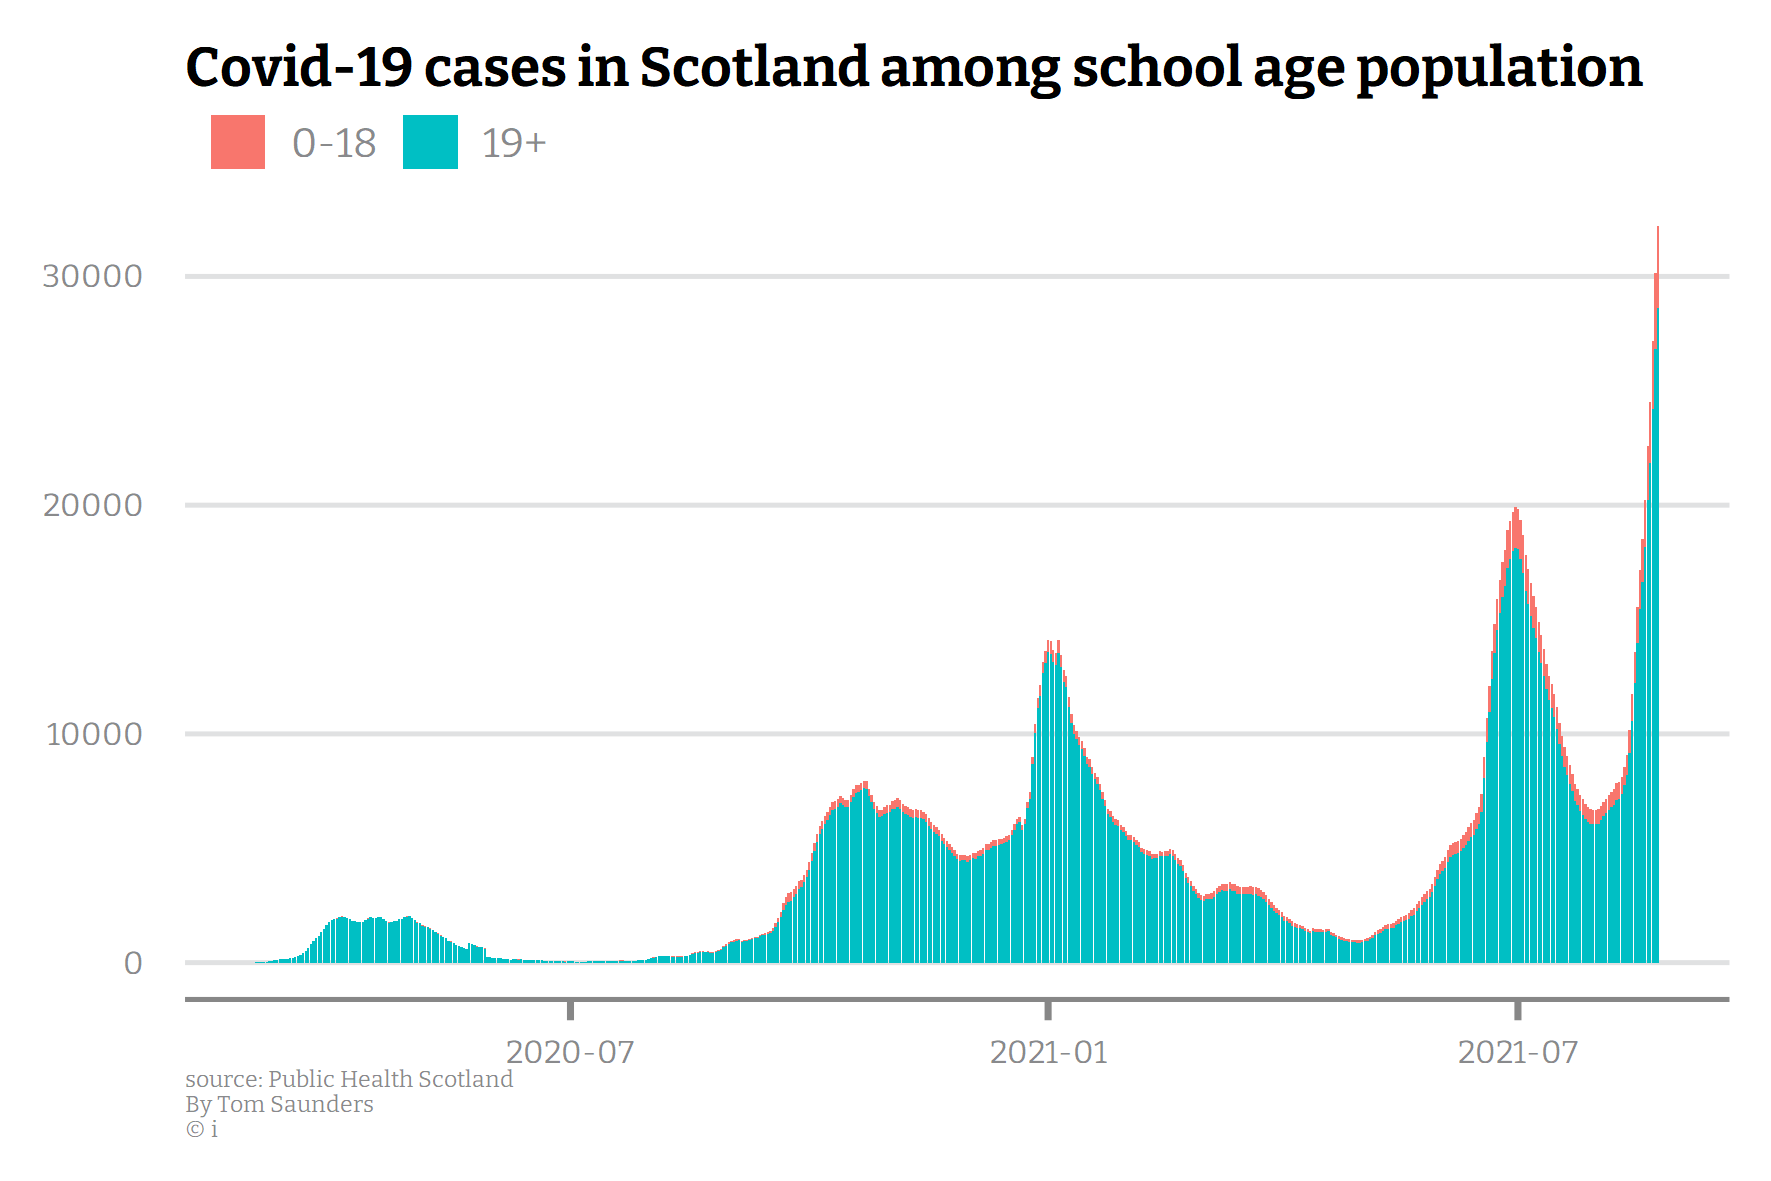 Covid-19 cases in Scotland among school age population
0-18 19+
30000
20000
10000
0
2020-07 2021-01 2021-07
source: Public Health Scotland
By Tom Saunders
© i